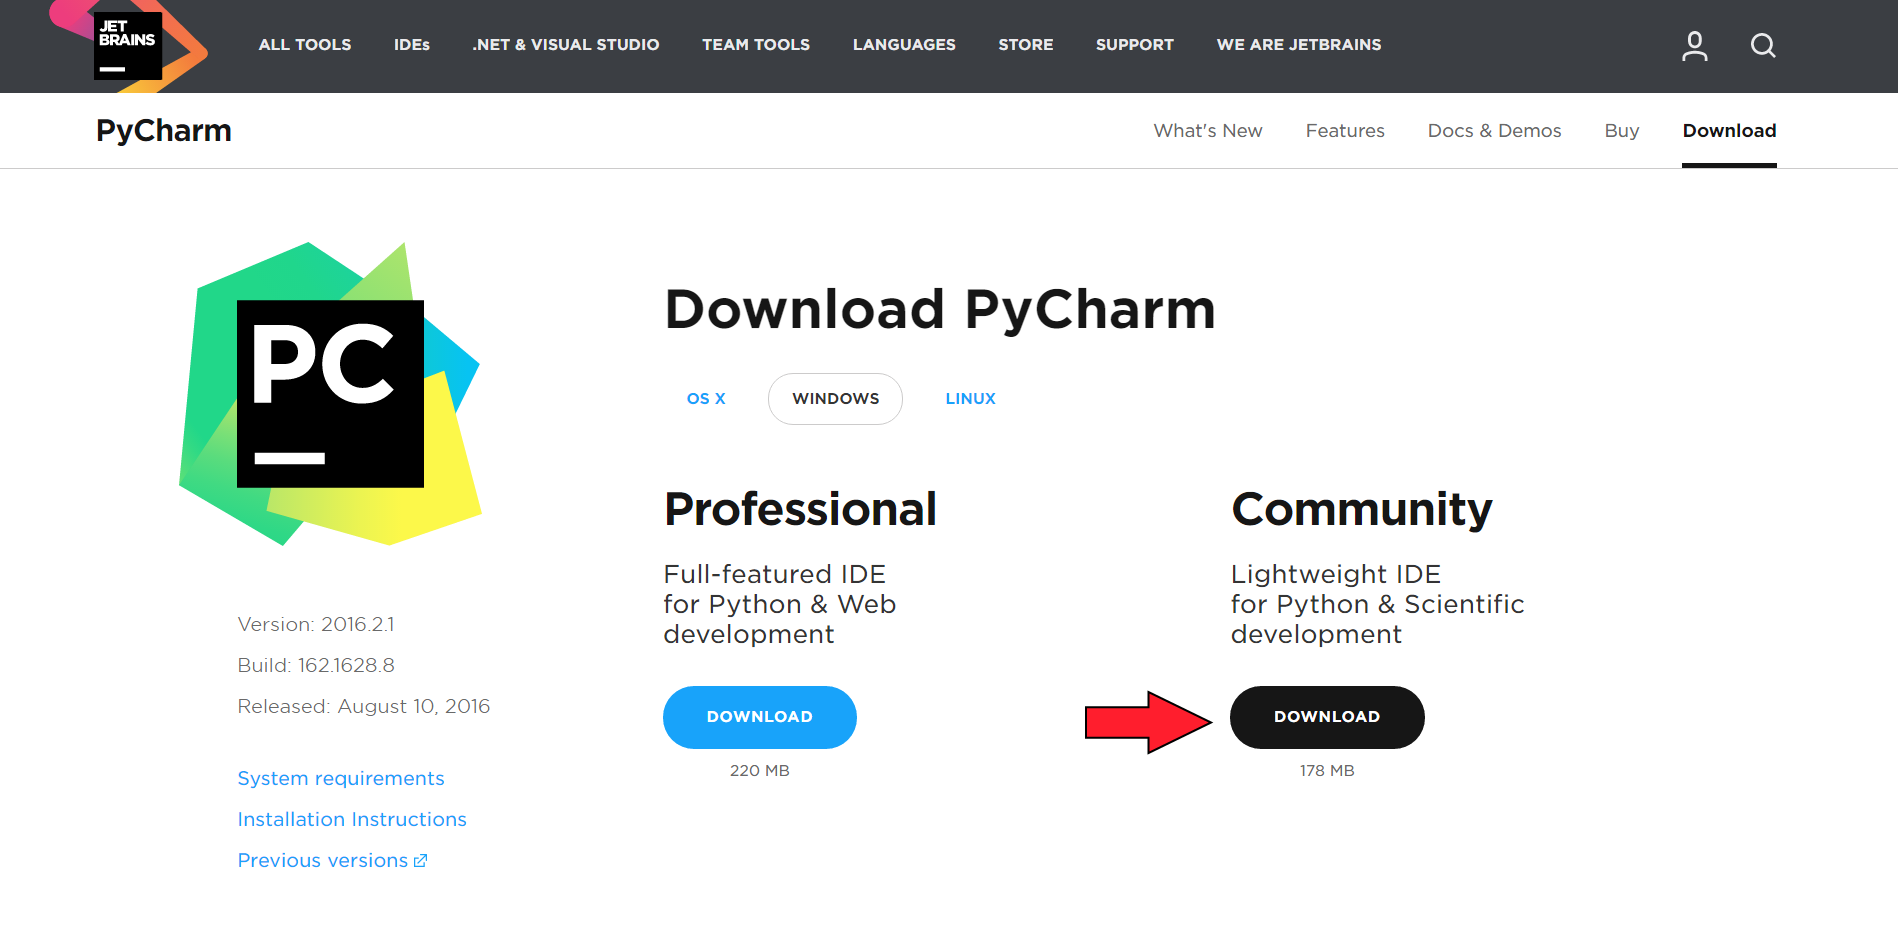 JET
BRAINS
ALL TOOLS
IDEs
.NET & VISUAL STUDIO
TEAM TOOLS
LANGUAGES
STORE
SUPPORT
WE ARE JETBRAINS
PyCharm
What's New
Features
Docs & Demos
Buy
Download
PC
Version: 2016.2.1
Build: 162.1628.8
Released: August 10, 2016
System requirements
Installation Instructions
Previous versions
Download PyCharm
OS X
WINDOWS
LINUX
Professional
Full-featured IDE
for Python & Web
development
DOWNLOAD
220 MB
Community
Lightweight IDE
for Python & Scientific
development
DOWNLOAD
178 MB